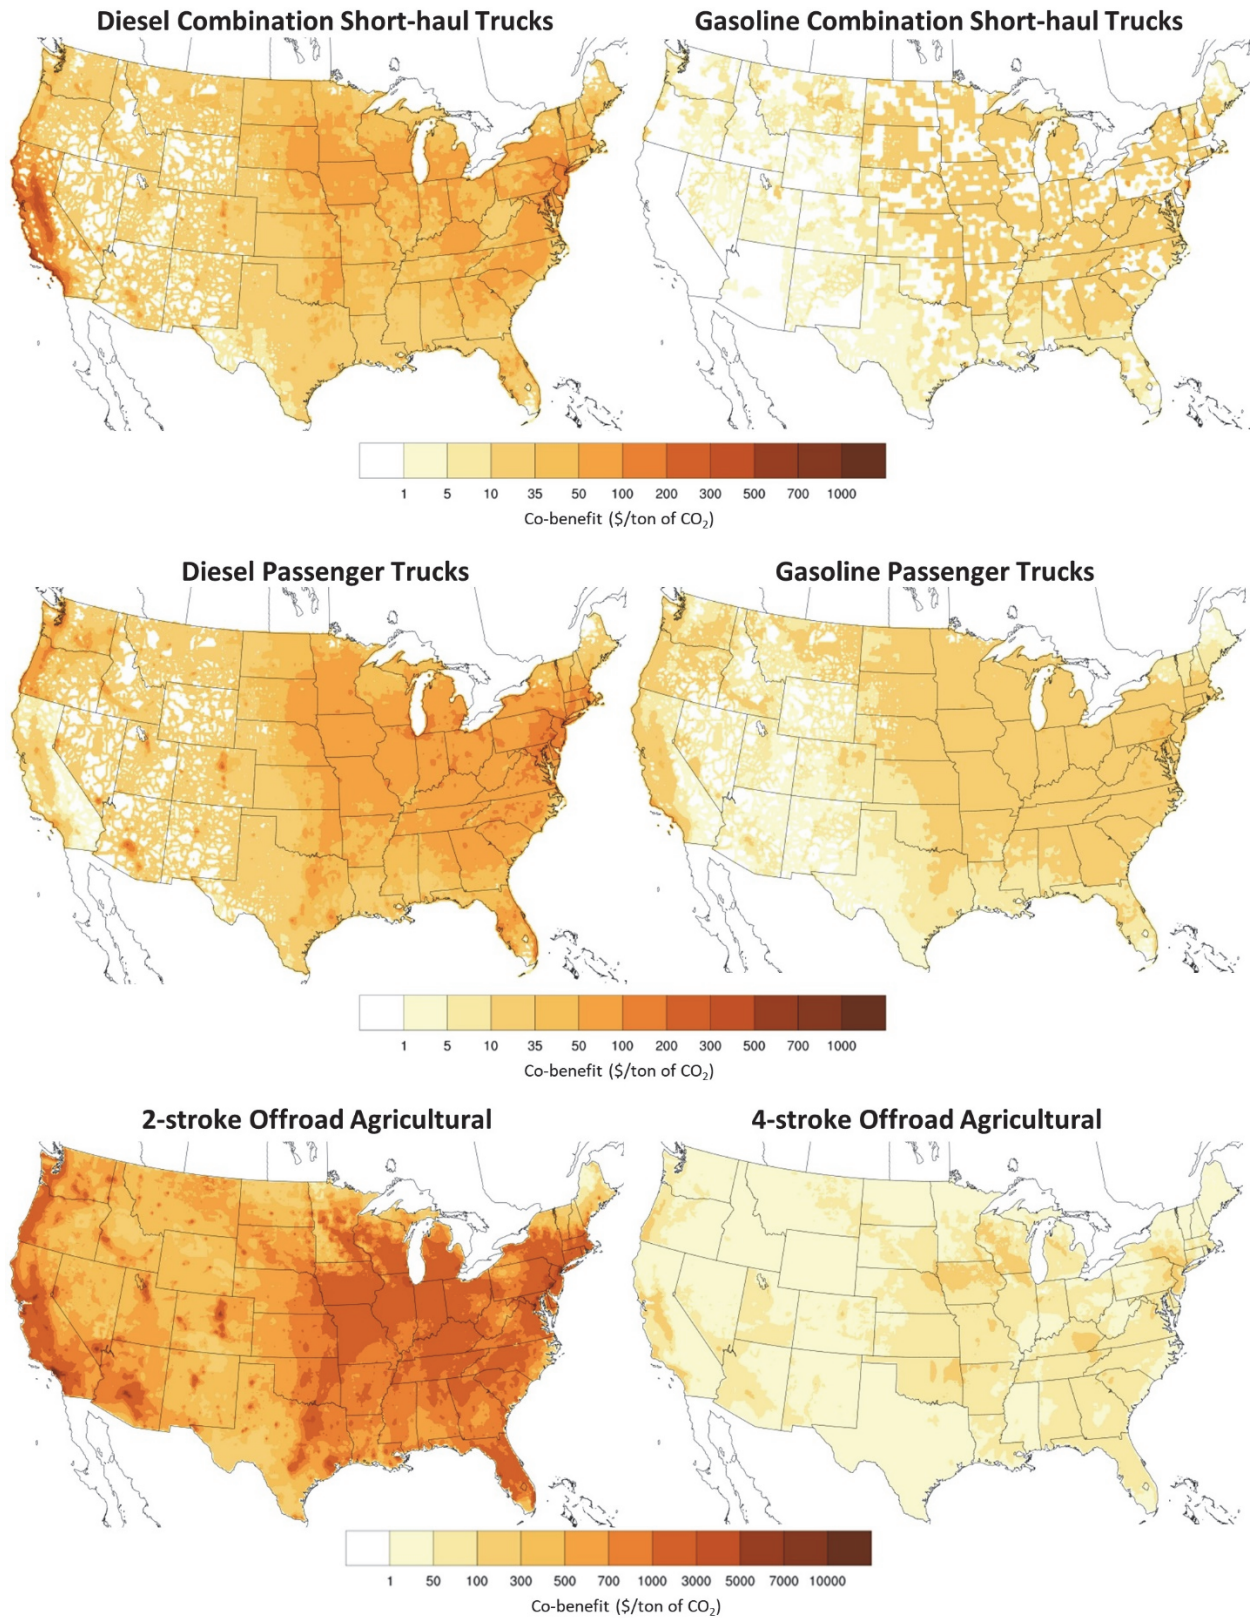 Diesel Combination Short-haul Trucks
Gasoline Combination Short-haul Trucks
1 5 10 35 50 100 200 300 500 700 1000
Co-benefit ($/ton of CO₂)
Diesel Passenger Trucks
Gasoline Passenger Trucks
1 5 10 35 50 100 200 300 500 700 1000
Co-benefit ($/ton of CO₂)
2-stroke Offroad Agricultural
4-stroke Offroad Agricultural
1 50 100 300 500 700 1000 3000 5000 7000 10000
Co-benefit ($/ton of CO₂)